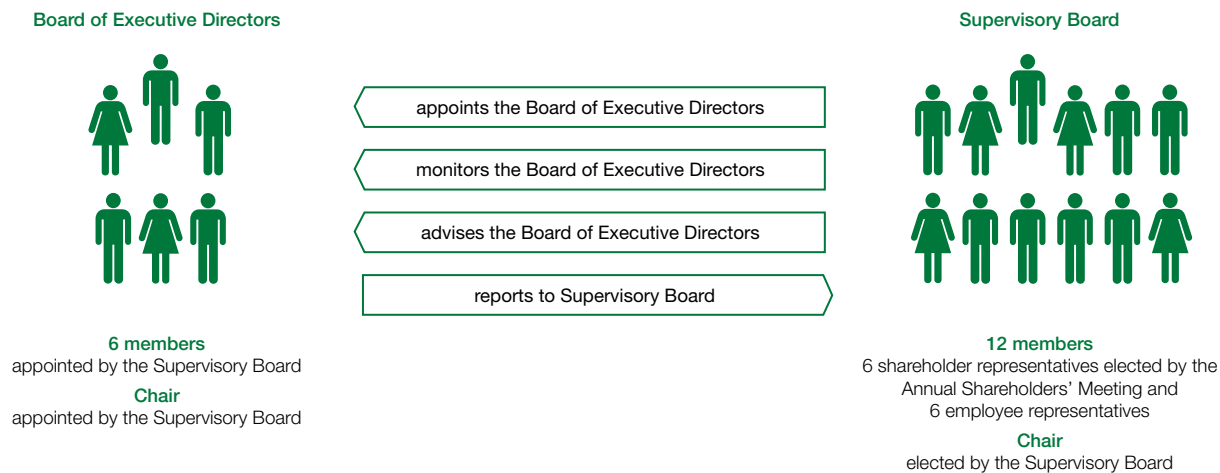 Board of Executive Directors
Supervisory Board
appoints the Board of Executive Directors
monitors the Board of Executive Directors
advises the Board of Executive Directors
reports to Supervisory Board
6 members
appointed by the Supervisory Board
Chair
appointed by the Supervisory Board
12 members
6 shareholder representatives elected by the
Annual Shareholders’ Meeting and
6 employee representatives
Chair
elected by the Supervisory Board